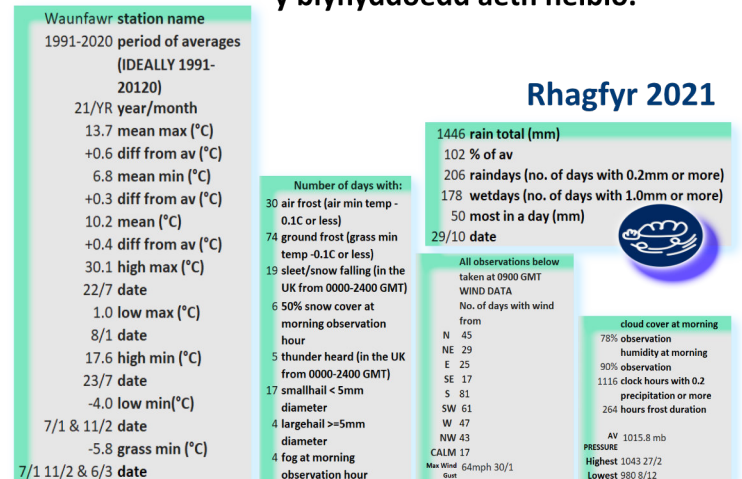 y blynyddoedd aeth heibio.
Waunfawr station name
1991-2020 period of averages
(IDEALLY 1991-
20120)
21/YR year/month
13.7 mean max (°C)
+0.6 diff from av (°C)
6.8 mean min (°C)
+0.3 diff from av (°C)
10.2 mean (°C)
+0.4 diff from av (°C)
30.1 high max (°C)
22/7 date
1.0 low max (°C)
8/1 date
17.6 high min (°C)
23/7 date
-4.0 low min(°C)
7/1 & 11/2 date
-5.8 grass min (°C)
7/1 11/2 & 6/3 date
Number of days with:
30 air frost (air min temp -
0.1C or less)
74 ground frost (grass min
temp -0.1C or less)
19 sleet/snow falling (in the
UK from 0000-2400 GMT)
6 50% snow cover at
morning observation
hour
5 thunder heard (in the UK
from 0000-2400 GMT)
17 smallhail < 5mm
diameter
4 largehail >=5mm
diameter
4 fog at morning
observation hour
Rhagfyr 2021
1446 rain total (mm)
102 % of av
206 raindays (no. of days with 0.2mm or more)
178 wetdays (no. of days with 1.0mm or more)
50 most in a day (mm)
29/10 date
All observations below
taken at 0900 GMT
WIND DATA
No. of days with wind
from
N 45
NE 29
E 25
SE 17
S 81
SW 61
W 47
NW 43
CALM 17
Max Wind 64mph 30/1
Gust
cloud cover at morning
78% observation
humidity at morning
90% observation
1116 clock hours with 0.2
precipitation or more
264 hours frost duration
AV 1015.8 mb
PRESSURE
Highest 1043 27/2
Lowest 980 8/12